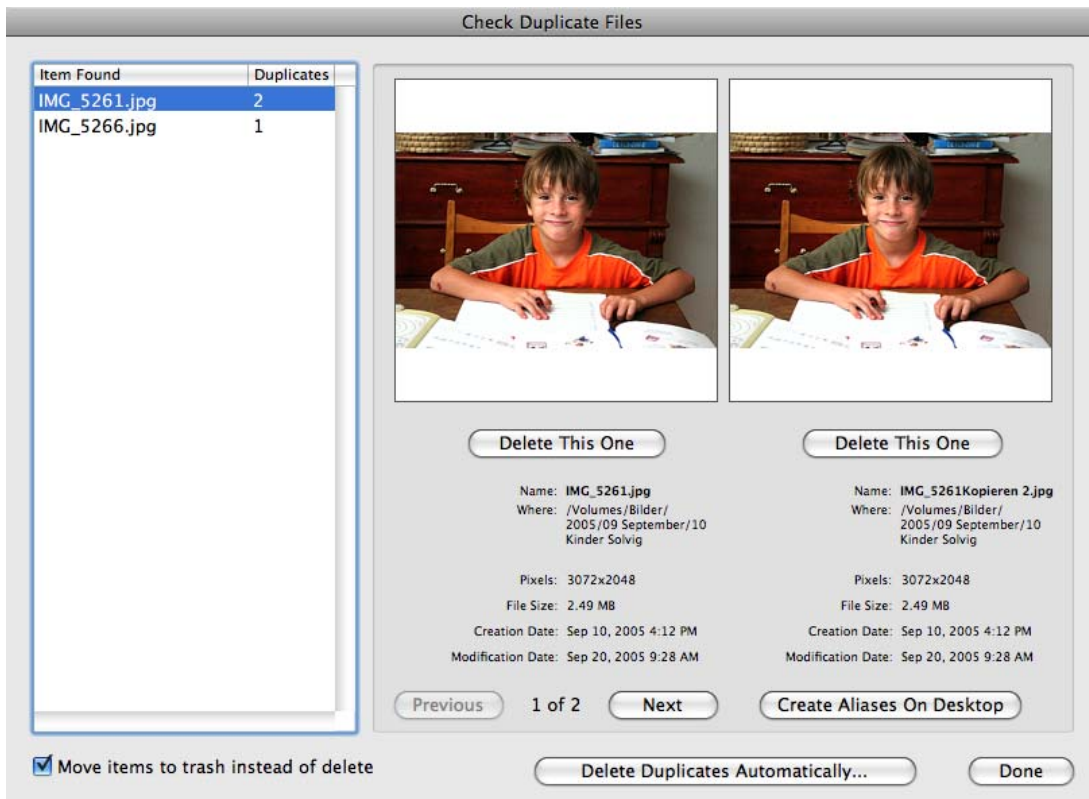 Check Duplicate Files
Item Found Duplicates
IMG_5261.jpg 2
IMG_5266.jpg 1
Delete This One
Delete This One
Name: IMG_5261.jpg
Where: /Volumes/Bilder/
2005/09 September/10
Kinder Solvig
Pixels: 3072x2048
File Size: 2.49 MB
Creation Date: Sep 10, 2005 4:12 PM
Modification Date: Sep 20, 2005 9:28 AM
Name: IMG_5261Kopieren 2.jpg
Where: /Volumes/Bilder/
2005/09 September/10
Kinder Solvig
Pixels: 3072x2048
File Size: 2.49 MB
Creation Date: Sep 10, 2005 4:12 PM
Modification Date: Sep 20, 2005 9:28 AM
Previous 1 of 2 Next
Create Aliases On Desktop
Move items to trash instead of delete
Delete Duplicates Automatically...
Done